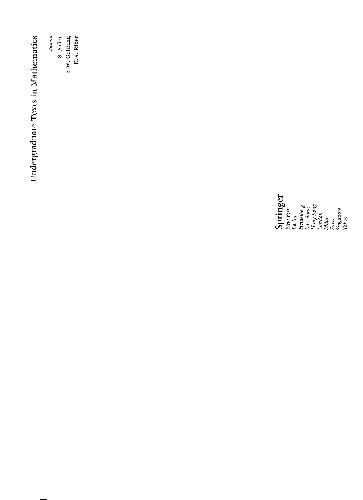 Undergraduate Texts in Mathematics
Editors
S. Axler
F. W. Gehring
K. A. Ribet
Springer
New York
Berlin
Heidelberg
Hong Kong
London
Milan
Paris
Singapore
Tokyo